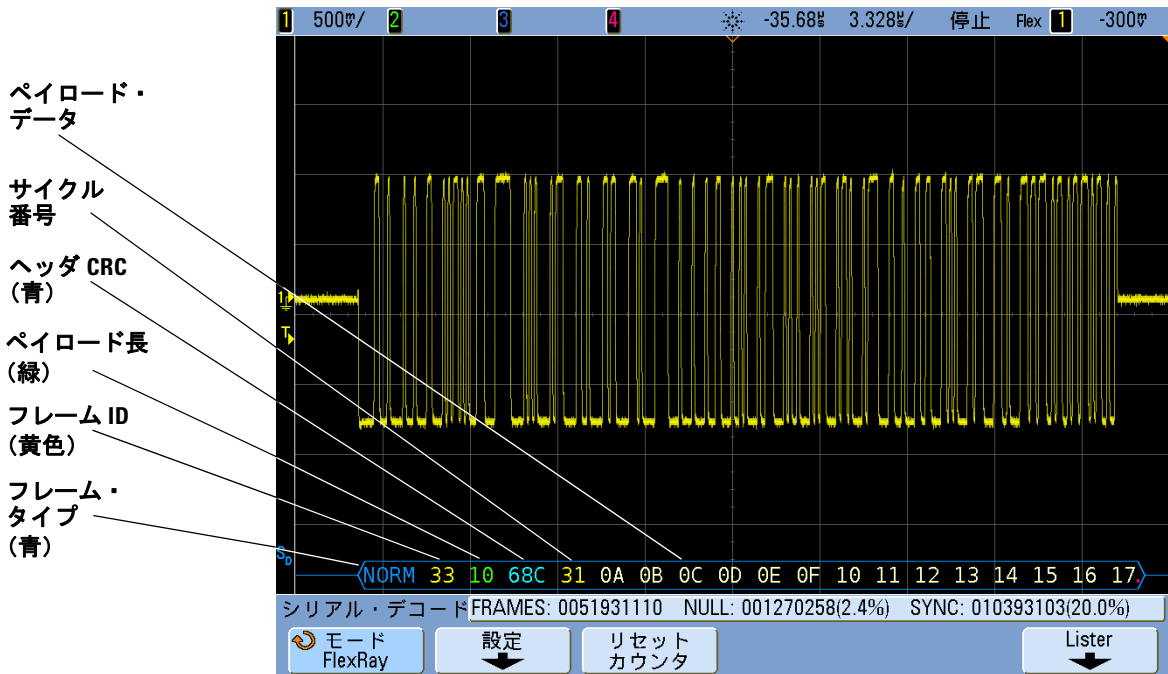 1 500mV/ 2 3 4 -35.68µs 3.328µs/ 停止 Flex 1 -300mV
ペイロード・
データ
サイクル
番号
ヘッダ CRC
（青）
ペイロード長
（緑）
フレーム ID
（黄色）
フレーム・
タイプ
（青）
1
T
SD
NORM 33 10 68C 31 0A 0B 0C 0D 0E 0F 10 11 12 13 14 15 16 17.
シリアル・デコード FRAMES: 0051931110 NULL: 001270258(2.4%) SYNC: 010393103(20.0%)
モード
FlexRay
設定
リセット
カウンタ
Lister